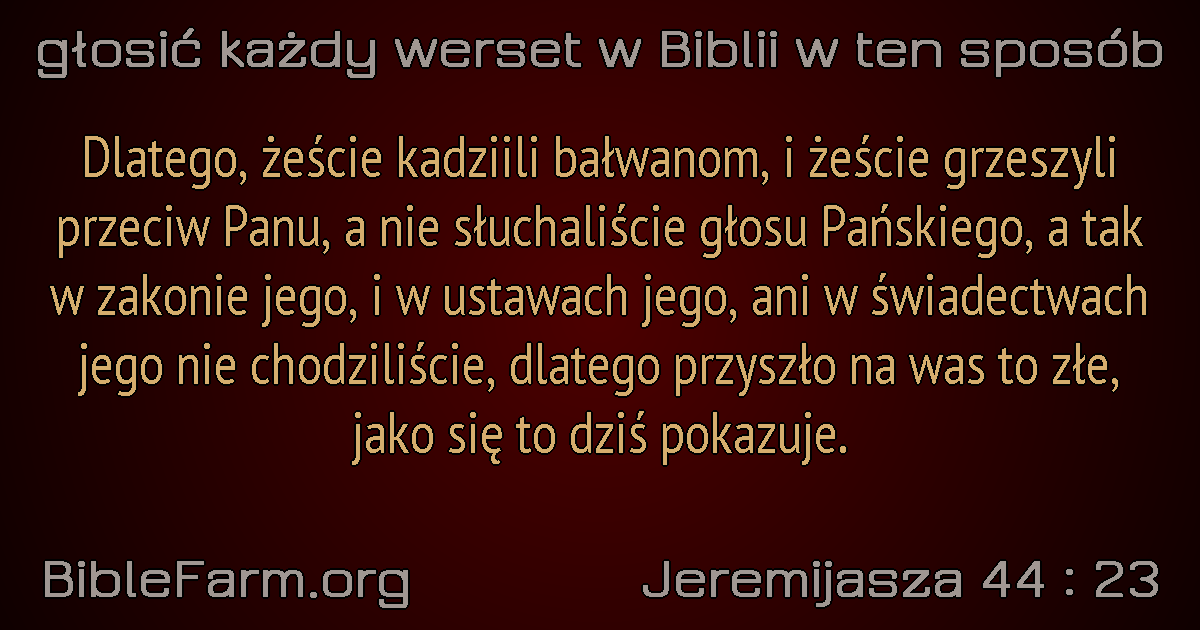 głosić każdy werset w Biblii w ten sposób
Dlatego, żeście kadziili bałwanom, i żeście grzeszyli
przeciw Panu, a nie słuchaliście głosu Pańskiego, a tak
w zakonie jego, i w ustawach jego, ani w świadectwach
jego nie chodziliście, dlatego przyszło na was to złe,
jako się to dziś pokazuje.
BibleFarm.org
Jeremijasza 44 : 23